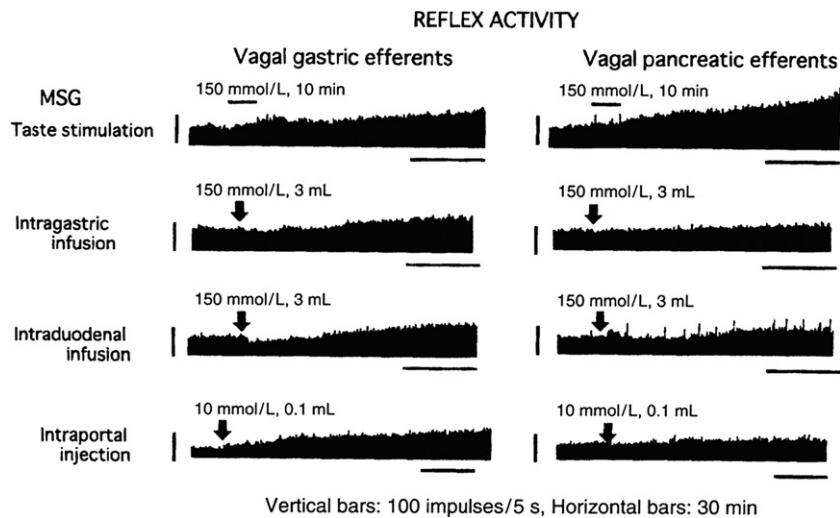 REFLEX ACTIVITY
Vagal gastric efferents
Vagal pancreatic efferents
MSG
Taste stimulation
150 mmol/L, 10 min
150 mmol/L, 10 min
Intragastric
infusion
150 mmol/L, 3 mL
150 mmol/L, 3 mL
Intraduodenal
infusion
150 mmol/L, 3 mL
150 mmol/L, 3 mL
Intraportal
injection
10 mmol/L, 0.1 mL
10 mmol/L, 0.1 mL
Vertical bars: 100 impulses/5 s, Horizontal bars: 30 min